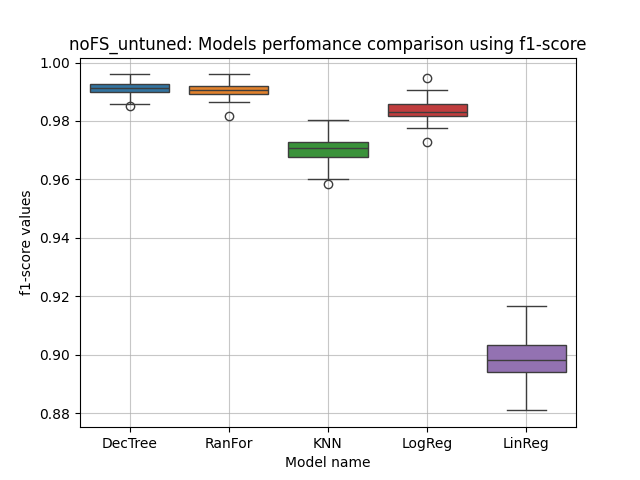 noFS_untuned: Models perfomance comparison using f1-score
1.00
0.98
0.96
0.94
0.92
0.90
0.88
f1-score values
DecTree RanFor KNN LogReg LinReg
Model name